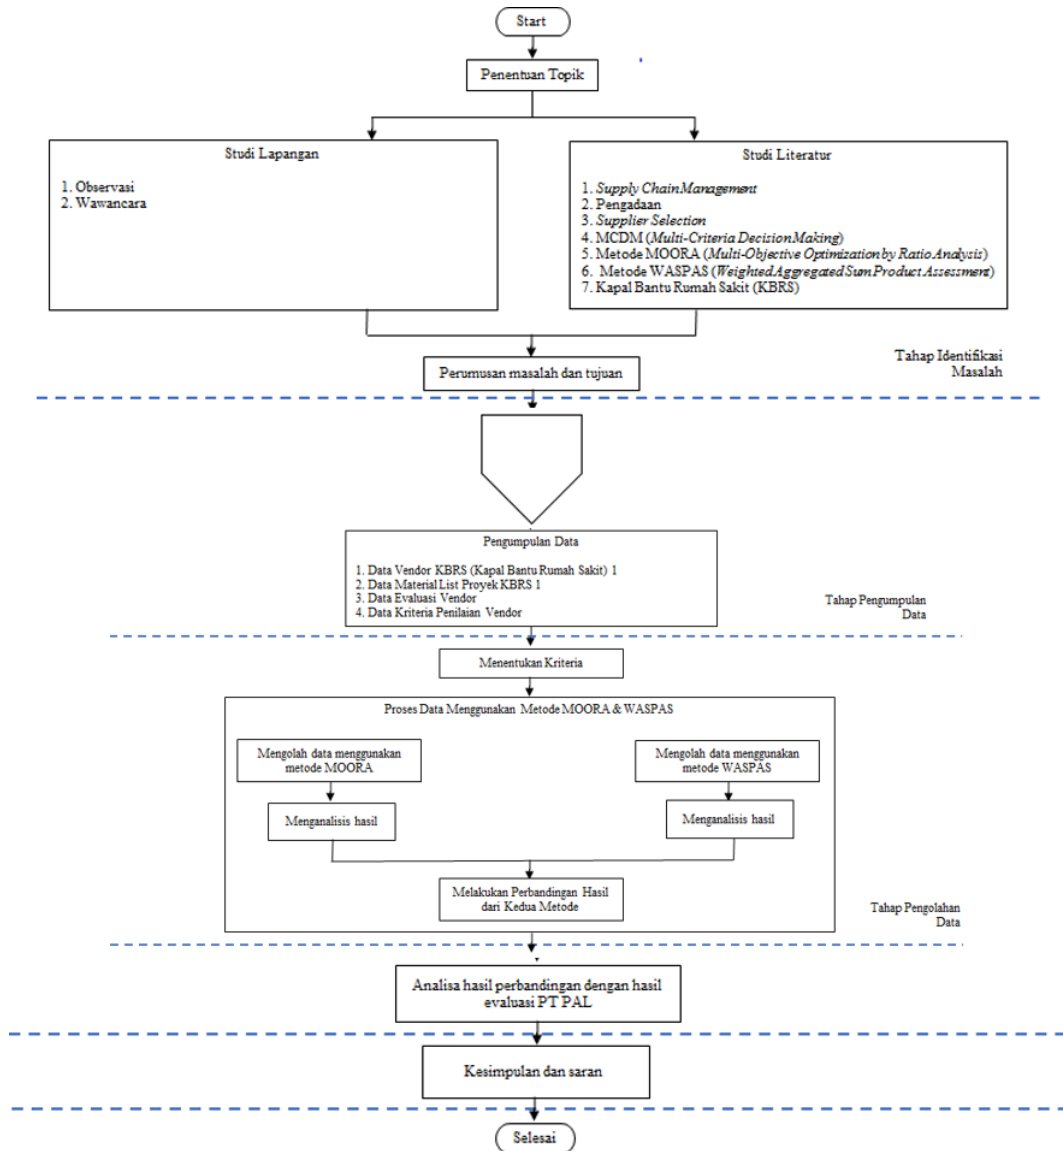 Start
Penentuan Topik
Studi Lapangan
1. Observasi
2. Wawancara
Studi Literatur
1. Supply Chain Management
2. Pengadaan
3. Supplier Selection
4. MCDM (Multi-Criteria Decision Making)
5. Metode MOORA (Multi-Objective Optimization by Ratio Analysis)
6. Metode WASPAS (Weighted Aggregated Sum Product Assessment)
7. Kapal Bantu Rumah Sakit (KBRS)
Tahap Identifikasi
Masalah
Perumusan masalah dan tujuan
Pengumpulan Data
1. Data Vendor KBRS (Kapal Bantu Rumah Sakit) 1
2. Data Material List Proyek KBRS 1
3. Data Evaluasi Vendor
4. Data Kriteria Penilaian Vendor
Tahap Pengumpulan
Data
Menentukan Kriteria
Proses Data Menggunakan Metode MOORA & WASPAS
Mengolah data menggunakan
metode MOORA
Mengolah data menggunakan
metode WASPAS
Menganalisis hasil
Menganalisis hasil
Melakukan Perbandingan Hasil
dari Kedua Metode
Tahap Pengolahan
Data
Analisa hasil perbandingan dengan hasil
evaluasi PT PAL
Kesimpulan dan saran
Selesai